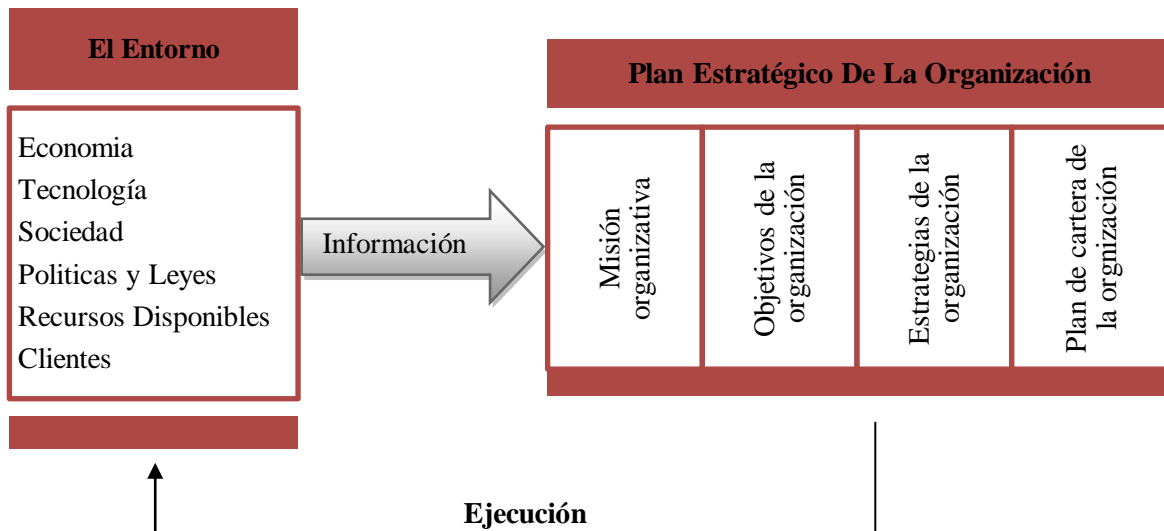 El Entorno
Economia
Tecnología
Sociedad
Politicas y Leyes
Recursos Disponibles
Clientes
Información
Plan Estratégico De La Organización
Misión
organizativa
Objetivos de la
organización
Estrategias de la
organización
Plan de cartera de
la orgnización
Ejecución